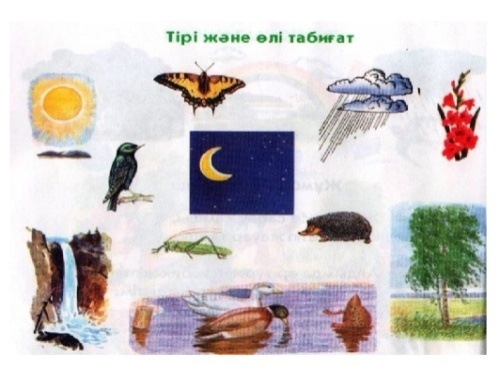 Тірі және өлі табиғат